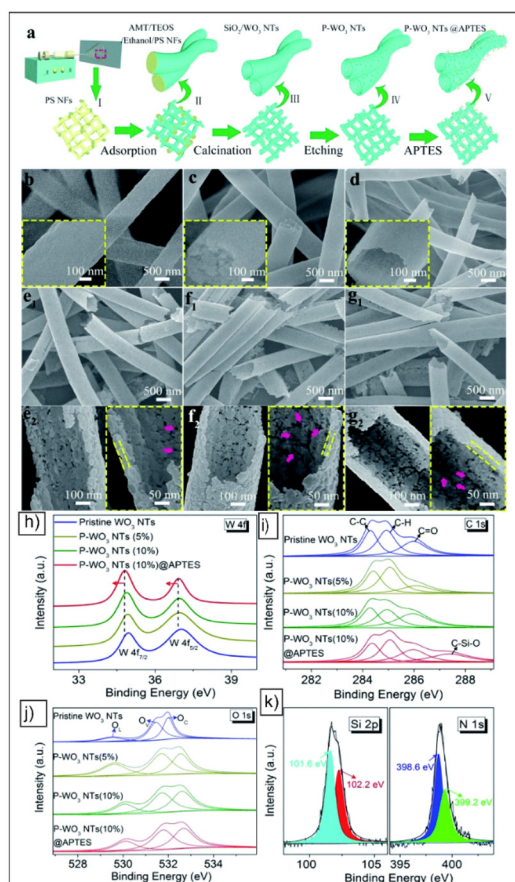 a
AMT/TEOS
/Ethanol/PS NFs
SiO2/WO3 NTs
P-WO3 NTs
P-WO3 NTs @APTES
PS NFs
I
II
III
IV
V
Adsorption
Calcination
Etching
APTES
b
100 nm
500 nm
c
100 nm
500 nm
d
100 nm
500 nm
e1
500 nm
f1
500 nm
g1
500 nm
e2
100 nm
50 nm
f2
100 nm
50 nm
g2
100 nm
50 nm
h)
Pristine WO3 NTs
P-WO3 NTs (5%)
P-WO3 NTs (10%)
P-WO3 NTs (10%)@APTES
W 4f
W 4f7/2
W 4f5/2
Intensity (a.u.)
33
36
39
Binding Energy (eV)
i)
C 1s
Pristine WO3 NTs
C-C
C-H
C=O
P-WO3 NTs(5%)
P-WO3 NTs(10%)
P-WO3 NTs(10%)
@APTES
C-Si-O
Intensity (a.u.)
282
284
286
288
Binding Energy (eV)
j)
O 1s
Pristine WO3 NTs
OL
OV
OC
P-WO3 NTs(5%)
P-WO3 NTs(10%)
P-WO3 NTs(10%)
@APTES
Intensity (a.u.)
528
530
532
534
Binding Energy (eV)
k)
Si 2p
101.6 eV
102.2 eV
N 1s
398.6 eV
399.2 eV
Intensity (a.u.)
100
105
395
400
Binding Energy (eV)